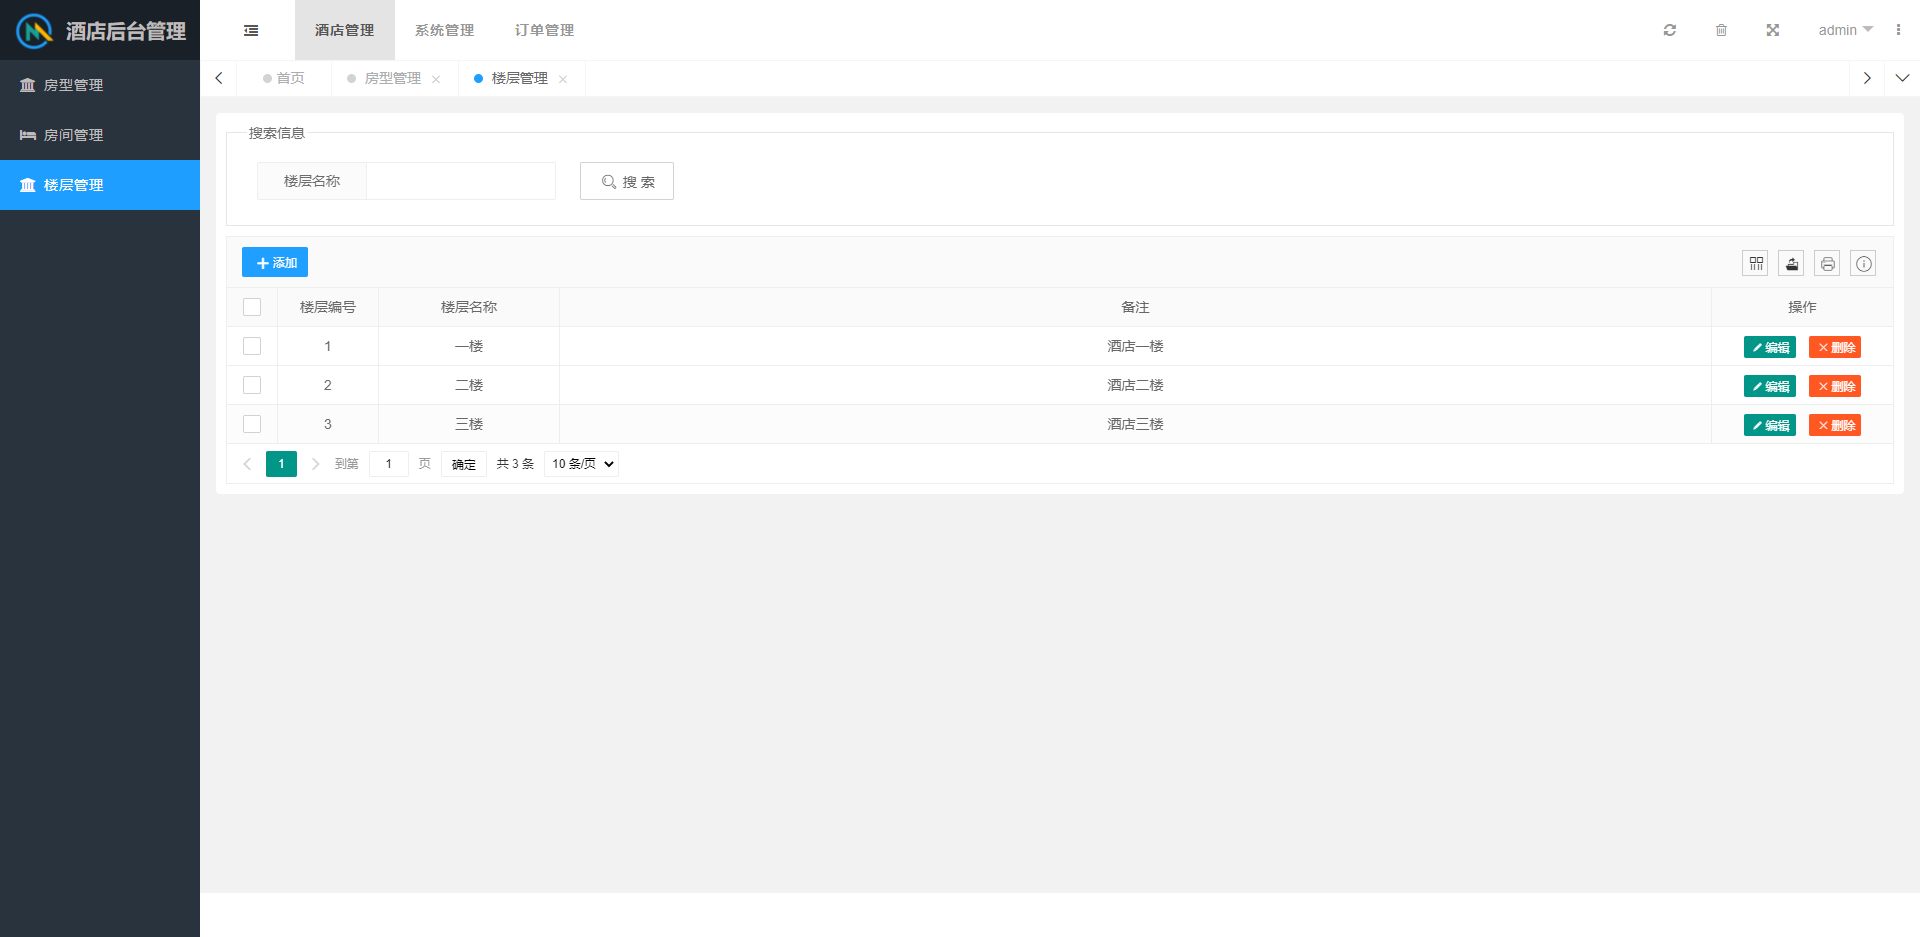 酒店后台管理
酒店管理 系统管理 订单管理 admin
房型管理
房间管理
楼层管理
首页 房型管理 楼层管理
搜索信息
楼层名称 搜 索
添加
楼层编号 楼层名称 备注 操作
1 一楼 酒店一楼 编辑 删除
2 二楼 酒店二楼 编辑 删除
3 三楼 酒店三楼 编辑 删除
1 到第 1 页 确定 共 3 条 10 条/页